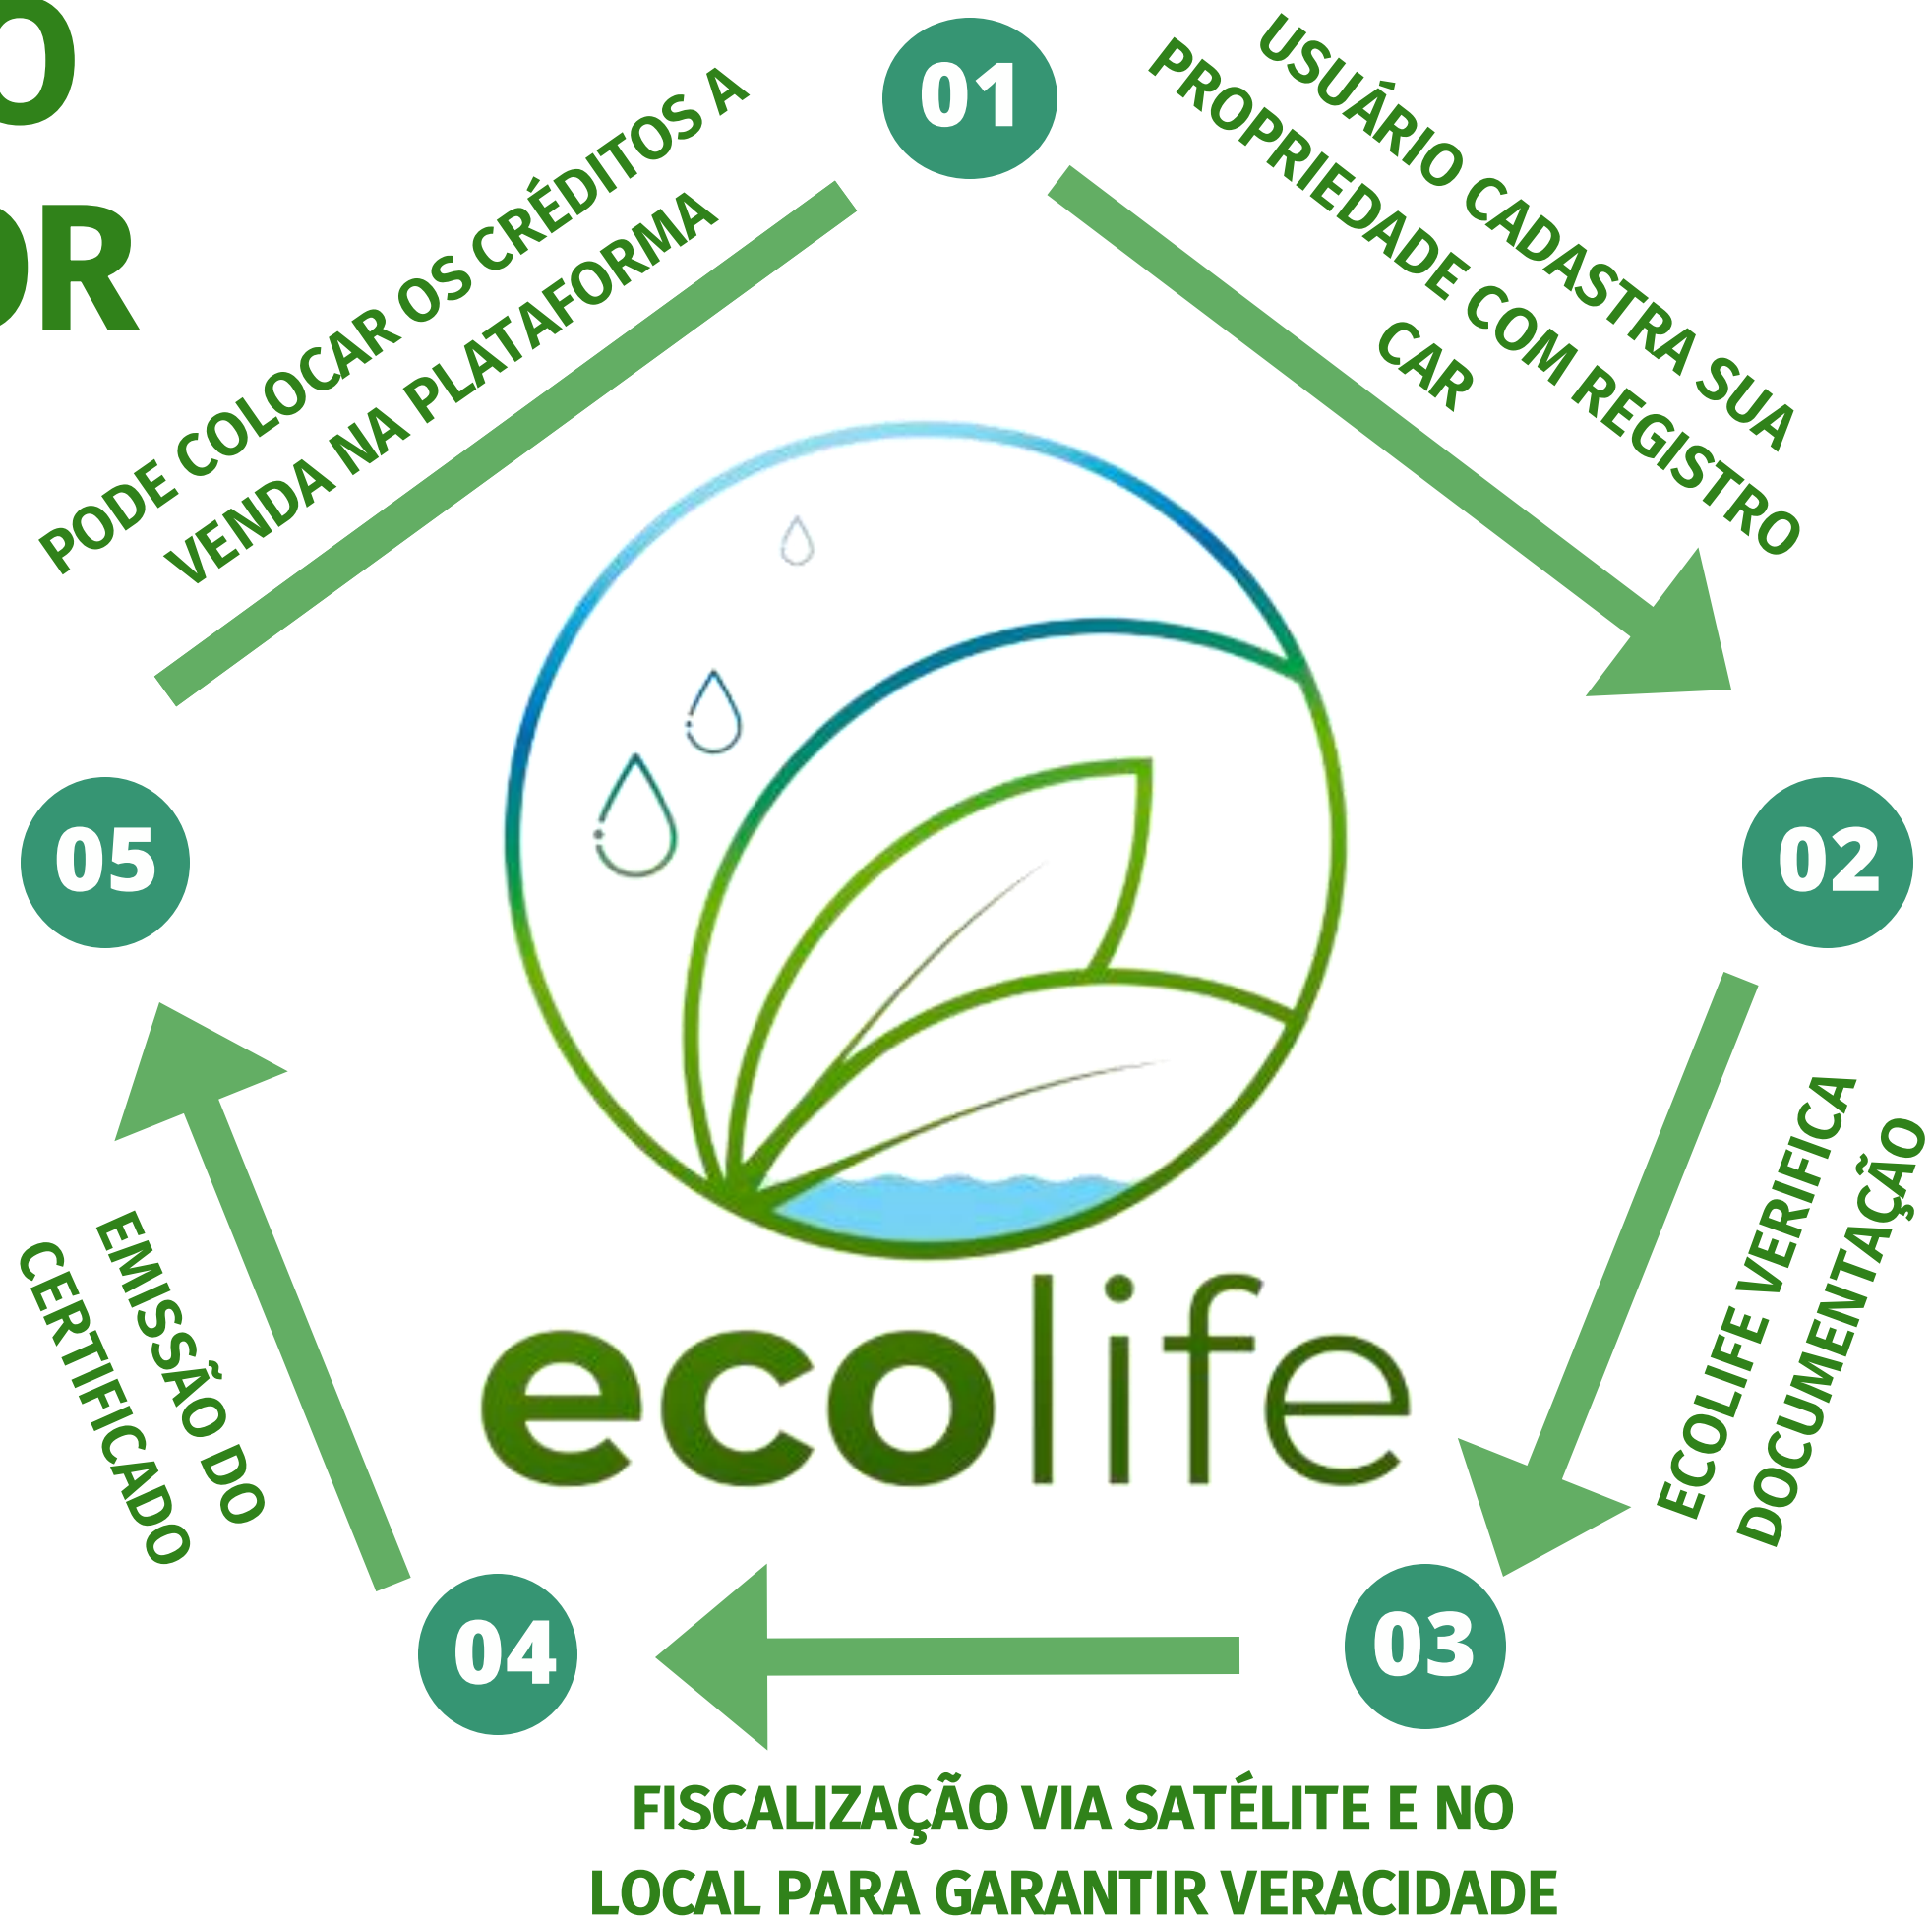 01
USUÁRIO CADASTRA SUA
PROPRIEDADE COM REGISTRO
CAR
02
ECOLIFE VERIFICA
DOCUMENTAÇÃO
03
FISCALIZAÇÃO VIA SATÉLITE E NO
LOCAL PARA GARANTIR VERACIDADE
04
EMISSÃO DO
CERTIFICADO
05
PODE COLOCAR OS CRÉDITOS A
VENDA NA PLATAFORMA
ecolife